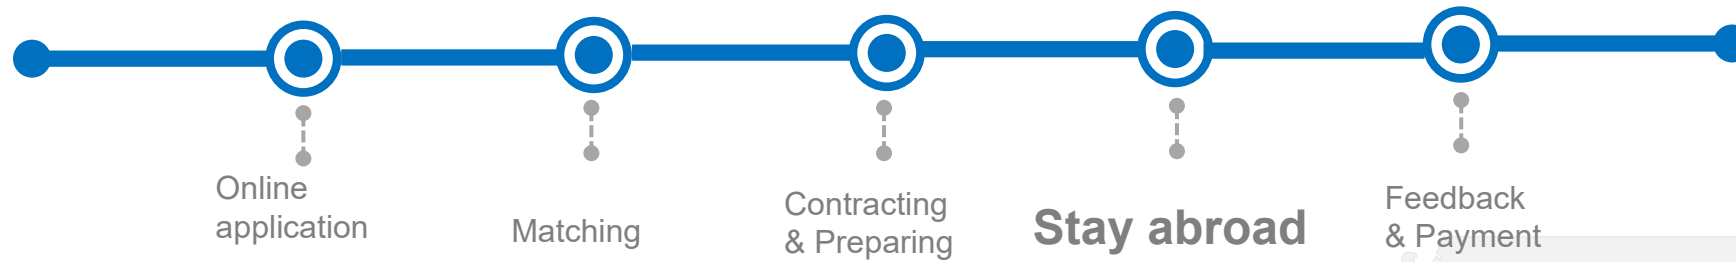 Online
application
Matching
Contracting
& Preparing
Stay abroad
Feedback
& Payment